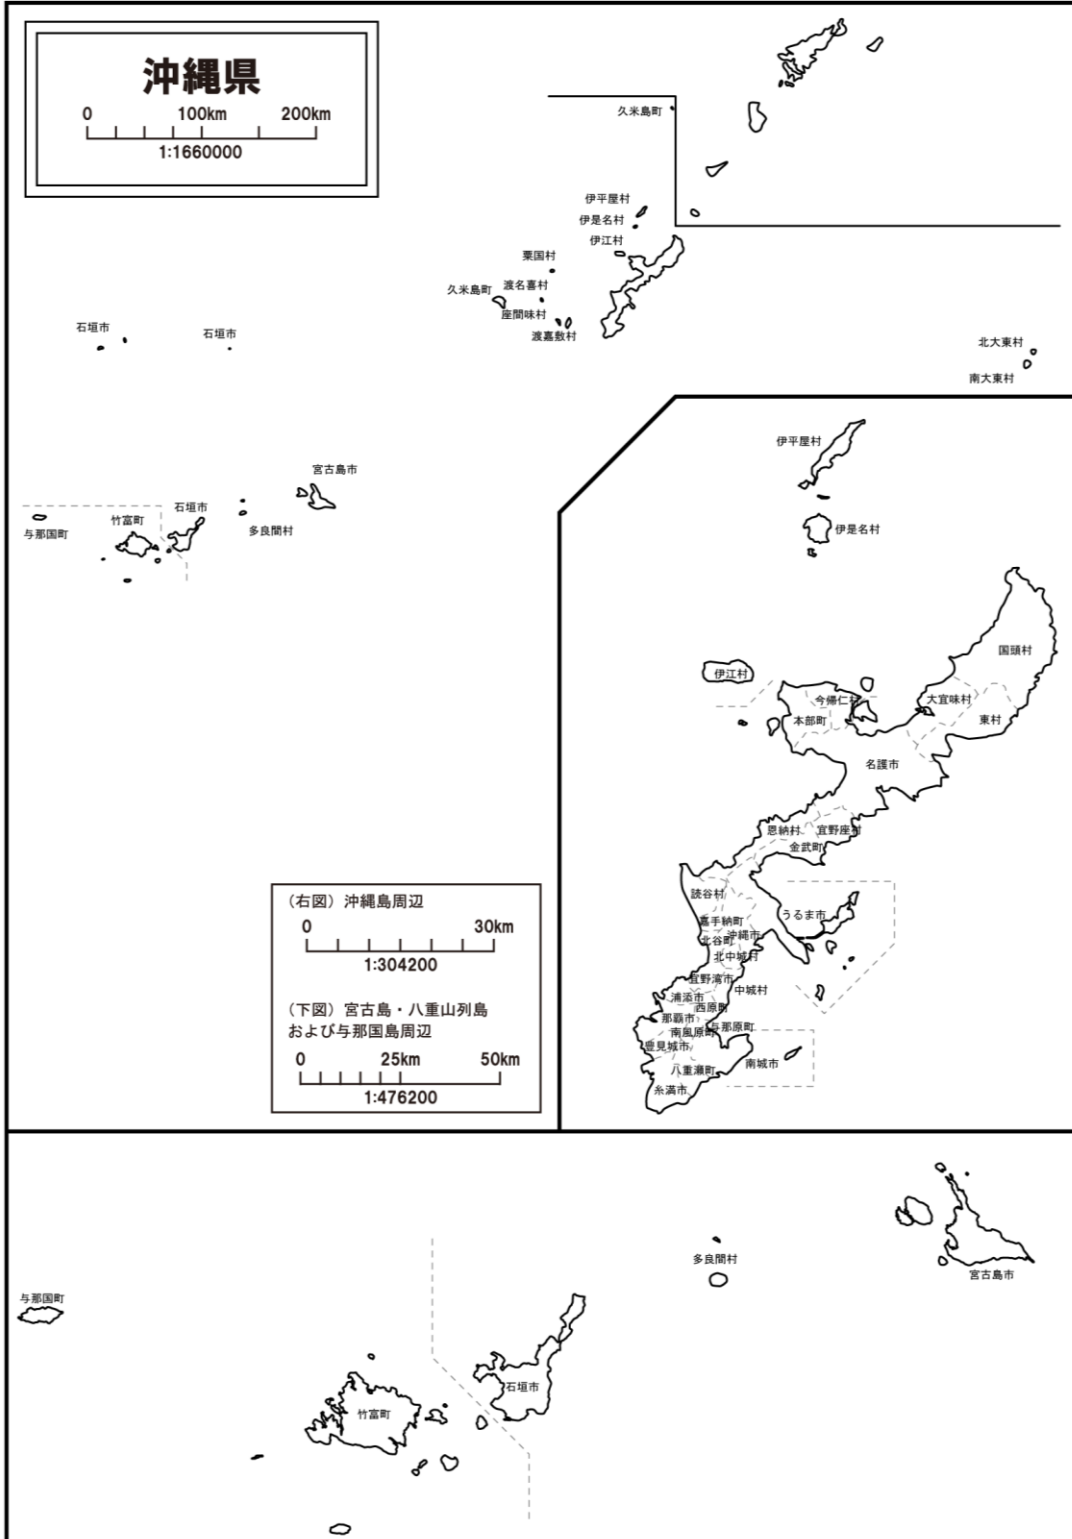 沖縄県
0 100km 200km
1:1660000
久米島町
伊平屋村
伊是名村
伊江村
粟国村
渡名喜村
久米島町
座間味村
渡嘉敷村
石垣市
石垣市
北大東村
南大東村
宮古島市
石垣市
竹富町
与那国町
多良間村
伊平屋村
伊是名村
国頭村
伊江村
今帰仁村
大宜味村
本部町
東村
名護市
恩納村
宜野座村
金武町
読谷村
うるま市
嘉手納町
北谷町
沖縄市
北中城村
宜野湾市
中城村
浦添市
西原町
那覇市
与那原町
南風原町
豊見城市
南城市
八重瀬町
糸満市
(右図)沖縄島周辺
0 30km
1:304200
(下図)宮古島・八重山列島
および与那国島周辺
0 25km 50km
1:476200
多良間村
宮古島市
与那国町
石垣市
竹富町